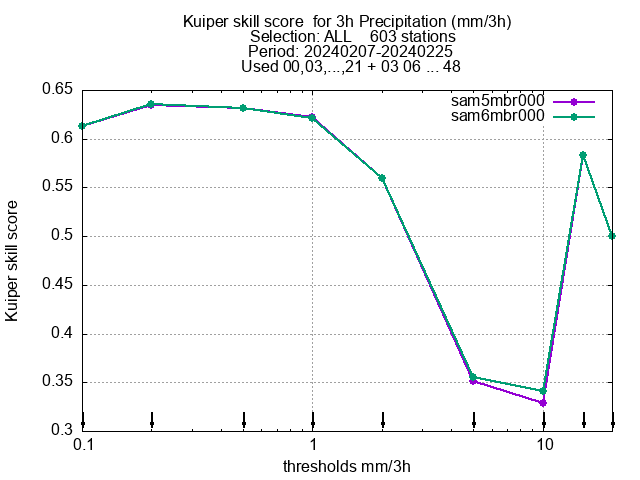 Kuiper skill score  for 3h Precipitation (mm/3h)
Selection: ALL    603 stations
Period: 20240207-20240225
Used 00,03,...,21 + 03 06 ... 48
sam5mbr000
sam6mbr000
0.65
0.6
0.55
0.5
0.45
0.4
0.35
0.3
Kuiper skill score
0.1 1 10
thresholds mm/3h